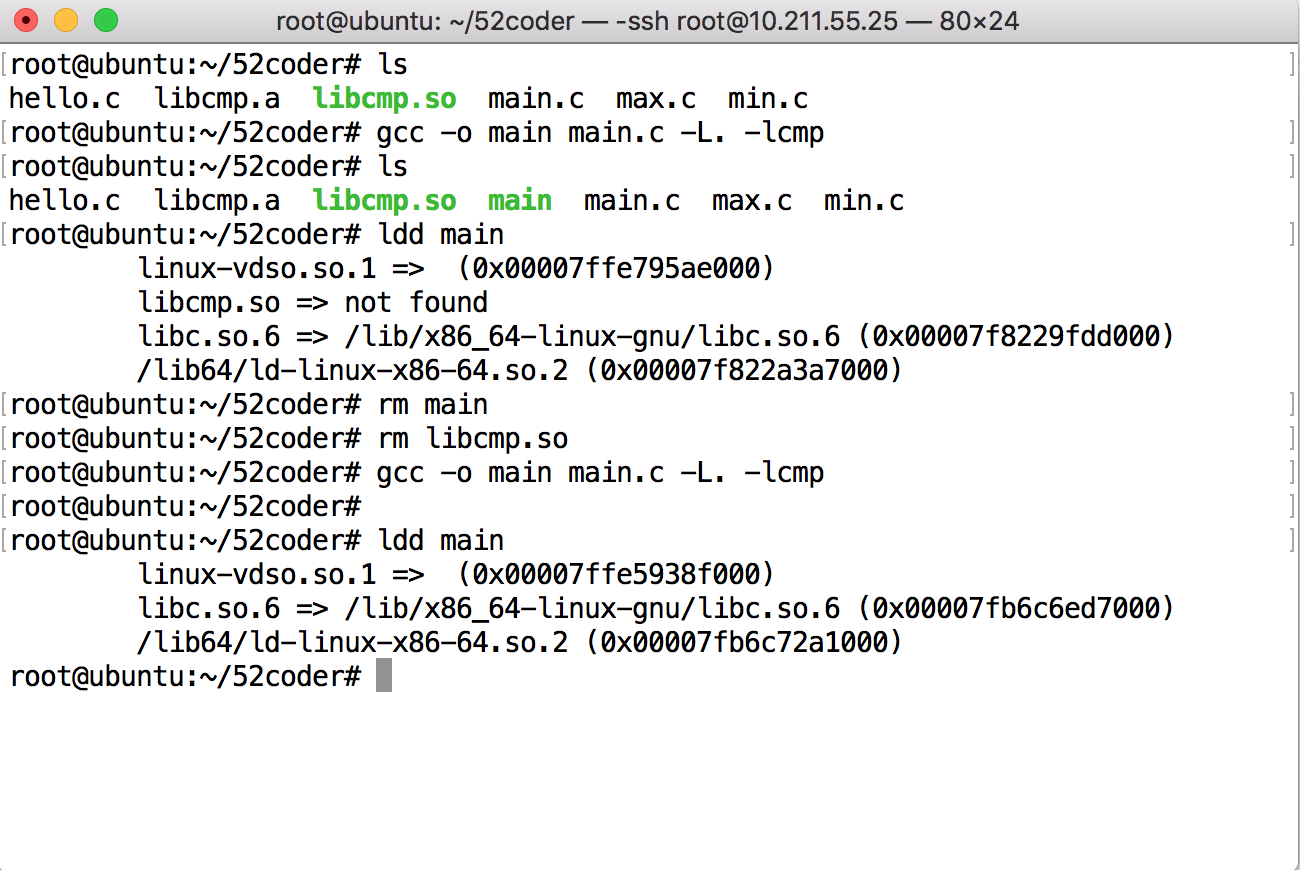 root@ubuntu: ~/52coder — -ssh root@10.211.55.25 — 80×24
[root@ubuntu:~/52coder# ls ]
hello.c  libcmp.a  libcmp.so  main.c  max.c  min.c
[root@ubuntu:~/52coder# gcc -o main main.c -L. -lcmp ]
[root@ubuntu:~/52coder# ls ]
hello.c  libcmp.a  libcmp.so  main  main.c  max.c  min.c
[root@ubuntu:~/52coder# ldd main ]
        linux-vdso.so.1 =>  (0x00007ffe795ae000)
        libcmp.so => not found
        libc.so.6 => /lib/x86_64-linux-gnu/libc.so.6 (0x00007f8229fdd000)
        /lib64/ld-linux-x86-64.so.2 (0x00007f822a3a7000)
[root@ubuntu:~/52coder# rm main ]
[root@ubuntu:~/52coder# rm libcmp.so ]
[root@ubuntu:~/52coder# gcc -o main main.c -L. -lcmp ]
[root@ubuntu:~/52coder# ]
[root@ubuntu:~/52coder# ldd main ]
        linux-vdso.so.1 =>  (0x00007ffe5938f000)
        libc.so.6 => /lib/x86_64-linux-gnu/libc.so.6 (0x00007fb6c6ed7000)
        /lib64/ld-linux-x86-64.so.2 (0x00007fb6c72a1000)
root@ubuntu:~/52coder#